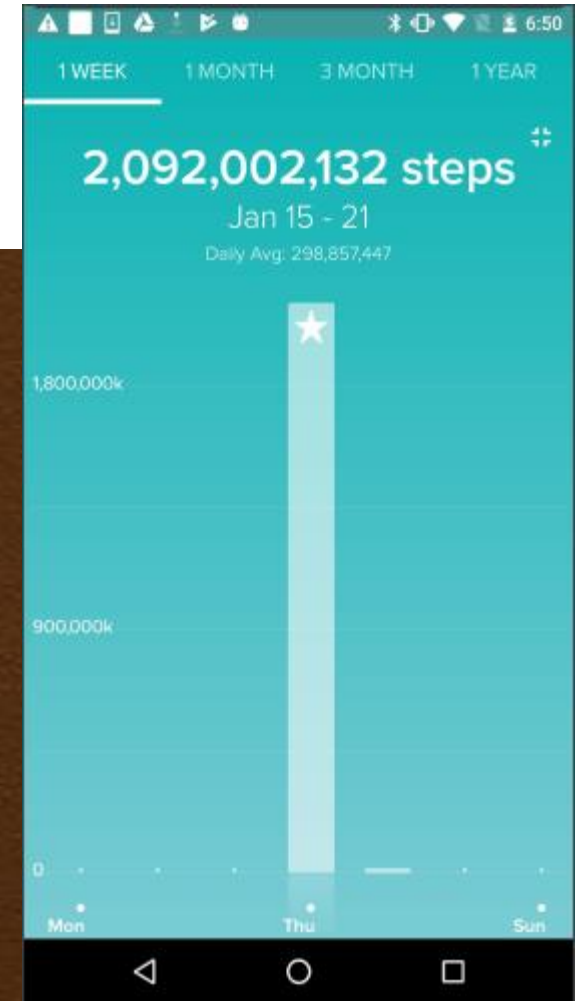 6:50
1 WEEK 1 MONTH 3 MONTH 1 YEAR
2,092,002,132 steps
Jan 15 - 21
Daily Avg: 298,857,447
1,800,000k
900,000k
0
Mon Thu Sun